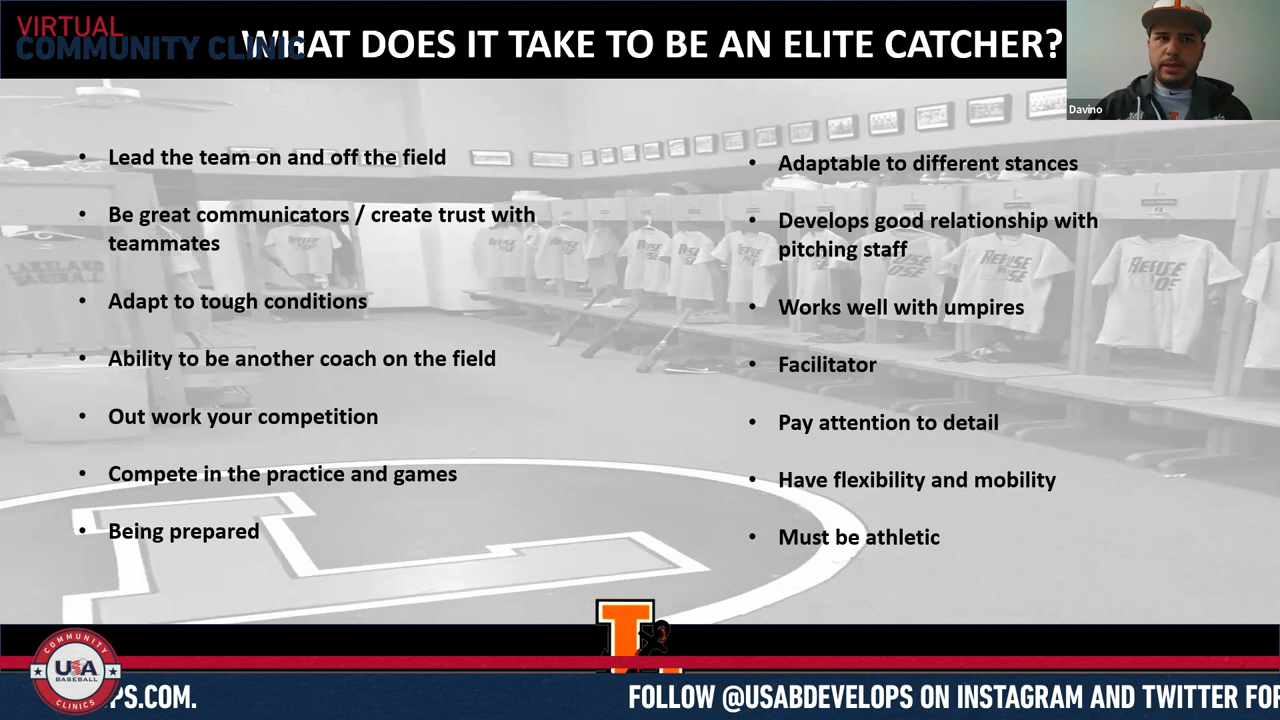 VIRTUAL
COMMUNITY CLINIC
WHAT DOES IT TAKE TO BE AN ELITE CATCHER?
Davino
• Lead the team on and off the field
• Be great communicators / create trust with
teammates
• Adapt to tough conditions
• Ability to be another coach on the field
• Out work your competition
• Compete in the practice and games
• Being prepared
• Adaptable to different stances
• Develops good relationship with
pitching staff
• Works well with umpires
• Facilitator
• Pay attention to detail
• Have flexibility and mobility
• Must be athletic
LAKELAND
BASEBALL
REFUSE
COMMUNITY
USA
BASEBALL
CLINICS
PS.COM.
FOLLOW @USABDEVELOPS ON INSTAGRAM AND TWITTER FOR